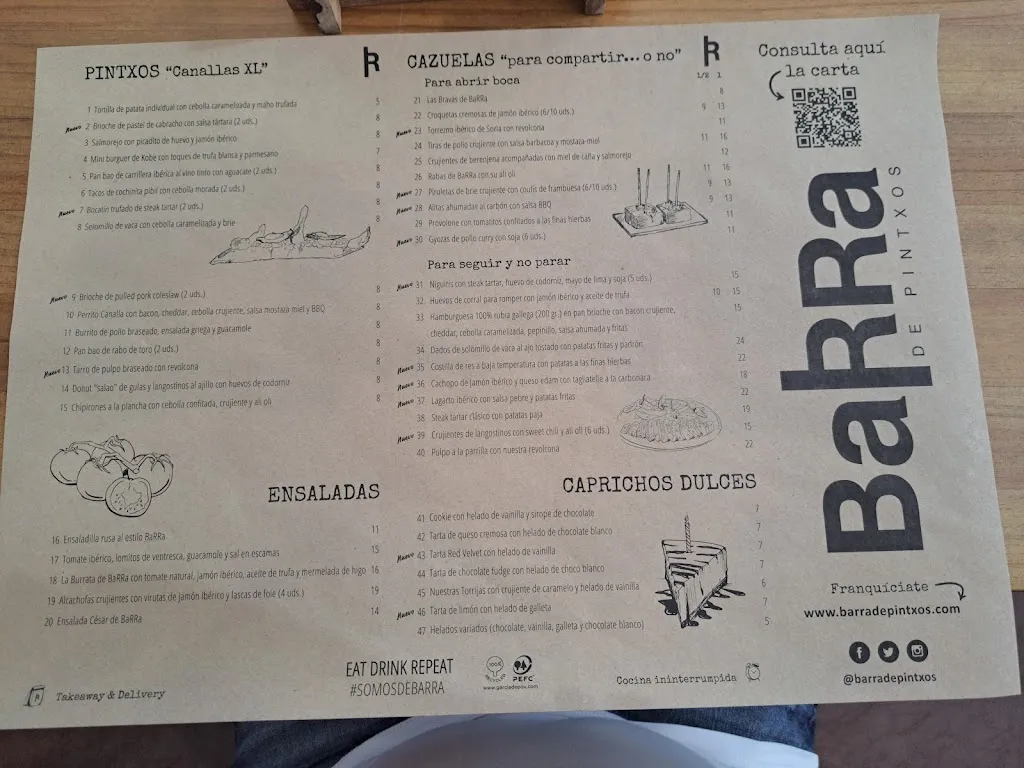 PINTXOS "Canallas XL"
1 Tortilla de patata individual con cebolla caramelizada y maho trufada 5
Nuevo 2 Brioche de pastel de cabracho con salsa tártara (2 uds.) 8
3 Salmorejo con picadito de huevo y jamón ibérico 8
4 Mini burguer de Kobe con toques de trufa blanca y parmesano 7
5 Pan bao de carrillera ibérica al vino tinto con aguacate (2 uds.) 8
6 Tacos de cochinita pibil con cebolla morada (2 uds.) 8
Nuevo 7 Bocatin trufado de steak tartar (2 uds.) 8
8 Solomillo de vaca con cebolla caramelizada y brie 8
Nuevo 9 Brioche de pulled pork coleslaw (2 uds.) 8
10 Perrito Canalla con bacon, cheddar, cebolla crujiente, salsa mostaza miel y BBQ 8
11 Burrito de pollo braseado, ensalada griega y guacamole 8
12 Pan bao de rabo de toro (2 uds.) 8
Nuevo 13 Tarro de pulpo braseado con revolcona 8
14 Donut "salao" de gulas y langostinos al ajillo con huevos de codorniz 8
15 Chipirones a la plancha con cebolla confitada, crujiente y ali oli 8
ENSALADAS
16 Ensaladilla rusa al estilo BaRRa 11
17 Tomate ibérico, lomitos de ventresca, guacamole y sal en escamas 15
18 La Burrata de BaRRa con tomate natural, jamón ibérico, aceite de trufa y mermelada de higo 16
19 Alcachofas crujientes con virutas de jamón ibérico y lascas de foie (4 uds.) 19
20 Ensalada César de BaRRa 14
Takeaway & Delivery
CAZUELAS "para compartir... o no"
Para abrir boca 1/2 1
21 Las Bravas de BaRRa 8
22 Croquetas cremosas de jamón ibérico (6/10 uds.) 9 13
Nuevo 23 Torrezno ibérico de Soria con revolcona 11
24 Tiras de pollo crujiente con salsa barbacoa y mostaza-miel 11 16
25 Crujientes de berenjena acompañadas con miel de caña y salmorejo 12
26 Rabas de BaRRa con su ali oli 11 16
Nuevo 27 Piruletas de brie crujiente con coulis de frambuesa (6/10 uds.) 9 13
Nuevo 28 Alitas ahumadas al carbón con salsa BBQ 9 13
29 Provolone con tomatitos confitados a las finas hierbas 11
Nuevo 30 Gyozas de pollo curry con soja (6 uds.) 11
Para seguir y no parar
Nuevo 31 Niguiris con steak tartar, huevo de codorniz, mayo de lima y soja (5 uds.) 15
32 Huevos de corral para romper con jamón ibérico y aceite de trufa 10 15
33 Hamburguesa 100% rubia gallega (200 gr.) en pan brioche con bacon crujiente,
cheddar, cebolla caramelizada, pepinillo, salsa ahumada y fritas 15
34 Dados de solomillo de vaca al ajo tostado con patatas fritas y padrón 24
Nuevo 35 Costilla de res a baja temperatura con patatas a las finas hierbas 22
Nuevo 36 Cachopo de jamón ibérico y queso edam con tagliatelle a la carbonara 18
Nuevo 37 Lagarto ibérico con salsa pebre y patatas fritas 22
38 Steak tartar clásico con patatas paja 19
Nuevo 39 Crujientes de langostinos con sweet chili y ali oli (6 uds.) 15
40 Pulpo a la parrilla con nuestra revolcona 22
CAPRICHOS DULCES
41 Cookie con helado de vainilla y sirope de chocolate 7
42 Tarta de queso cremosa con helado de chocolate blanco 7
Nuevo 43 Tarta Red Velvet con helado de vainilla 7
44 Tarta de chocolate fudge con helado de choco blanco 7
45 Nuestras Torrijas con crujiente de caramelo y helado de vainilla 6
Nuevo 46 Tarta de limón con helado de galleta 7
47 Helados variados (chocolate, vainilla, galleta y chocolate blanco) 5
EAT DRINK REPEAT
#SOMOSDEBARRA
PEFC
www.garciadepou.com
Cocina ininterrumpida
Consulta aquí
la carta
BaRRa
DE PINTXOS
Franquíciate
www.barradepintxos.com
@barradepintxos